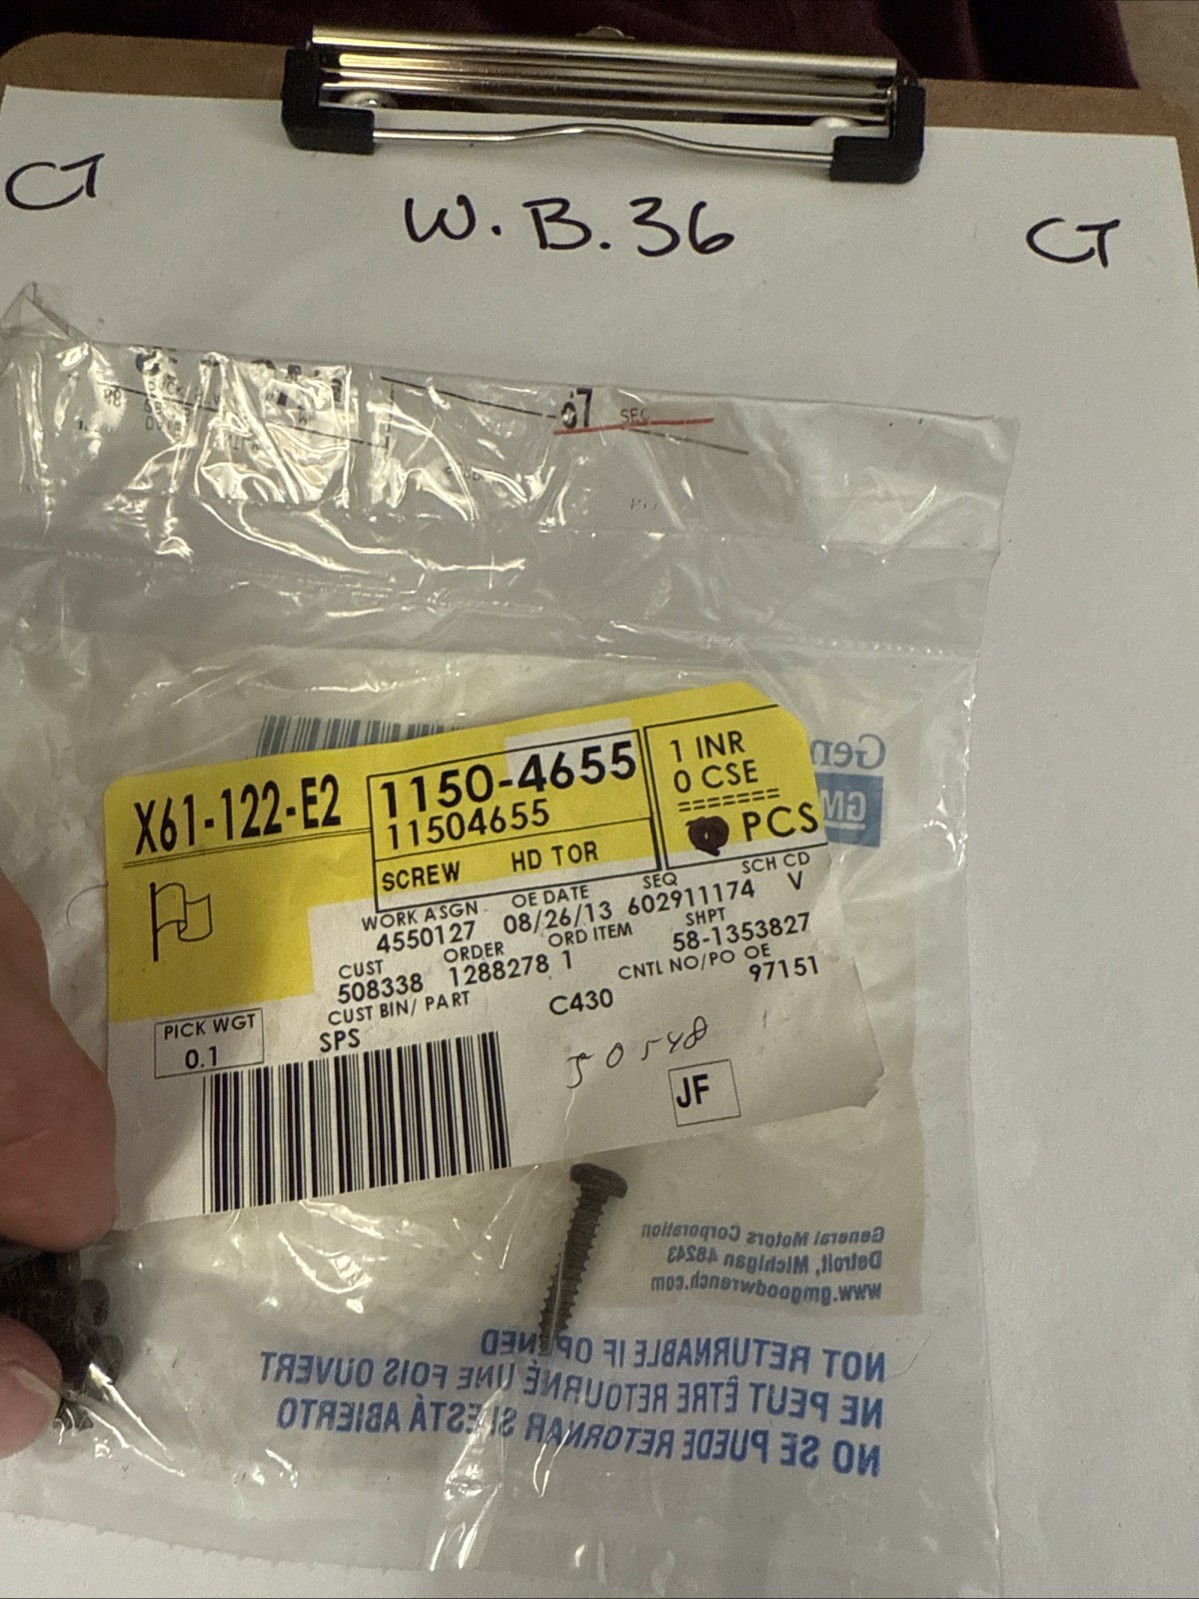 CT
W.B.36
CT
07 SEC
X61-122-E2
1150-4655
11504655
SCREW HD TOR
1 INR
0 CSE
=======
PCS
WORK ASGN OE DATE SEQ SCH CD
4550127 08/26/13 602911174 V
CUST ORDER ORD ITEM SHPT
508338 1288278 1 58-1353827
CUST BIN/ PART CNTL NO/PO OE
SPS C430 97151
PICK WGT
0.1
JF
Gen
GM
General Motors Corporation
Detroit, Michigan 48243
www.gmgoodwrench.com
NOT RETURNABLE IF OPENED
NE PEUT ÊTRE RETOURNÉ UNE FOIS OUVERT
NO SE PUEDE RETORNAR SI ESTÁ ABIERTO